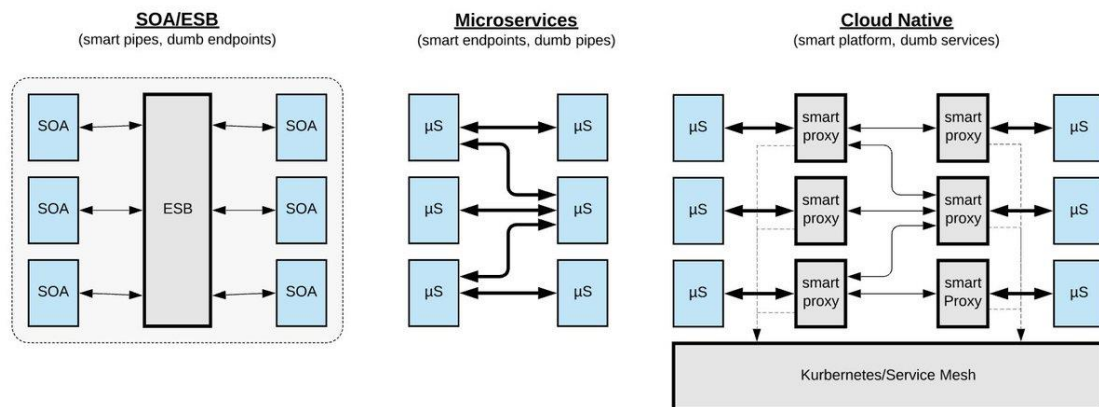 SOA/ESB
(smart pipes, dumb endpoints)
SOA
SOA
SOA
ESB
SOA
SOA
SOA
Microservices
(smart endpoints, dumb pipes)
µS
µS
µS
µS
µS
µS
Cloud Native
(smart platform, dumb services)
µS
smart
proxy
smart
proxy
µS
µS
smart
proxy
smart
proxy
µS
µS
smart
proxy
smart
Proxy
µS
Kurbernetes/Service Mesh